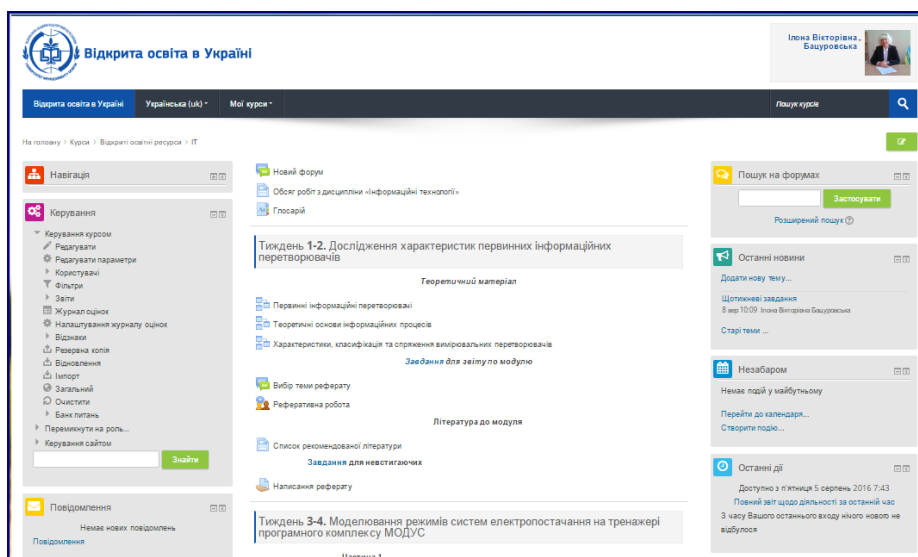 Відкрита освіта в Україні
Ілона Вікторівна,
Бацуровська
Відкрита освіта в Україні
Українська (uk)
Мої курси
Пошук курсів
На головну > Курси > Відкриті освітні ресурси > ІТ
Навігація
Керування
Керування курсом
Редагувати
Редагувати параметри
Користувачі
Фільтри
Звіти
Журнал оцінок
Налаштування журналу оцінок
Відзнаки
Резервна копія
Відновлення
Імпорт
Загальний
Очистити
Банк питань
Перемикнути на роль...
Керування сайтом
Знайти
Повідомлення
Немає нових повідомлень
Повідомлення
Новий форум
Обсяг робіт з дисципліни «Інформаційні технології»
Глосарій
Тиждень 1-2. Дослідження характеристик первинних інформаційних
перетворювачів
Теоретичний матеріал
Первинні інформаційні перетворювачі
Теоретичні основи інформаційних процесів
Характеристики, класифікація та спряження вимірювальних перетворювачів
Завдання для звіту по модулю
Вибір теми реферату
Реферативна робота
Література до модуля
Список рекомендованої літератури
Завдання для невстигаючих
Написання реферату
Тиждень 3-4. Моделювання режимів систем електропостачання на тренажері
програмного комплексу МОДУС
Частина 1
Пошук на форумах
Застосувати
Розширений пошук
Останні новини
Додати нову тему...
Щотижневі завдання
8 вер 10:09 Ілона Вікторівна Бацуровська
Старі теми ...
Незабаром
Немає подій у майбутньому
Перейти до календаря...
Створити подію...
Останні дії
Доступно з п'ятниця 5 серпень 2016 7:43
Повний звіт щодо діяльності за останній час
З часу Вашого останнього входу нічого нового не
відбулося